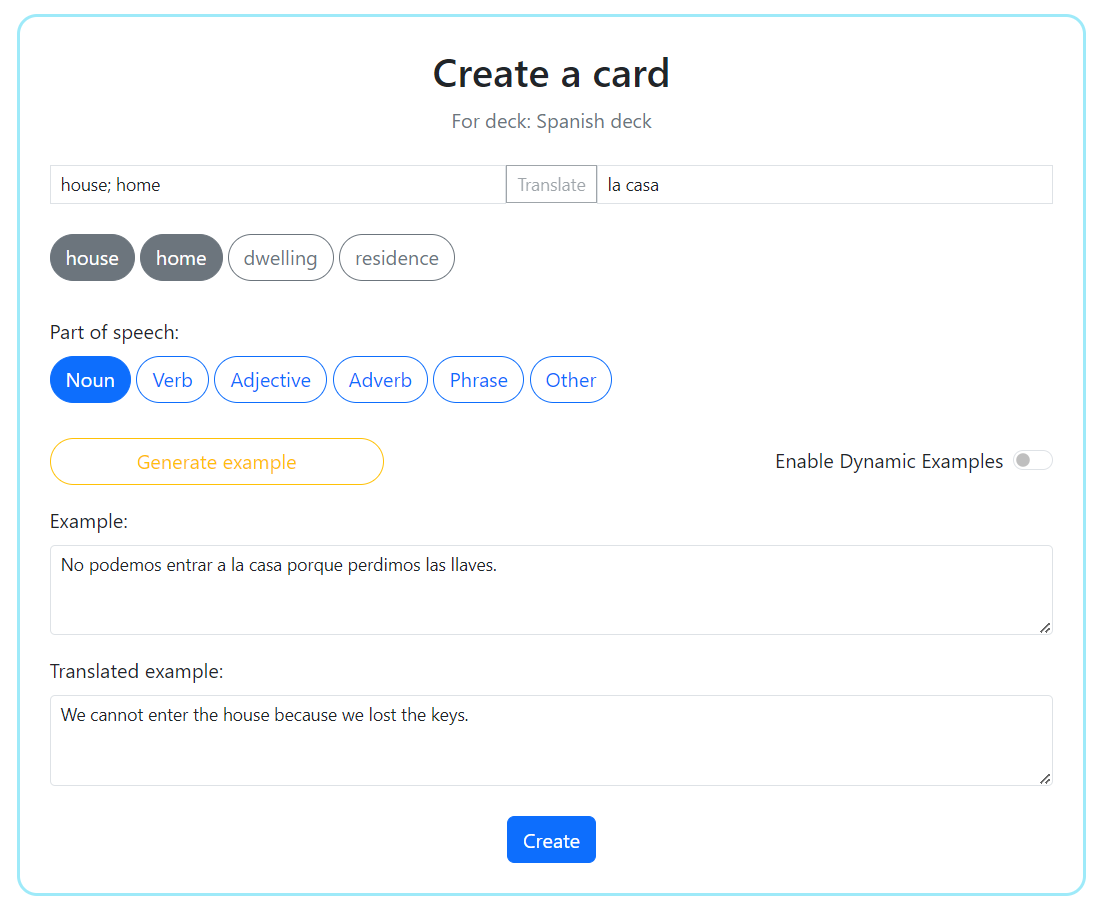 Create a card
For deck: Spanish deck
house; home Translate la casa
house home dwelling residence
Part of speech:
Noun Verb Adjective Adverb Phrase Other
Generate example Enable Dynamic Examples
Example:
No podemos entrar a la casa porque perdimos las llaves.
Translated example:
We cannot enter the house because we lost the keys.
Create